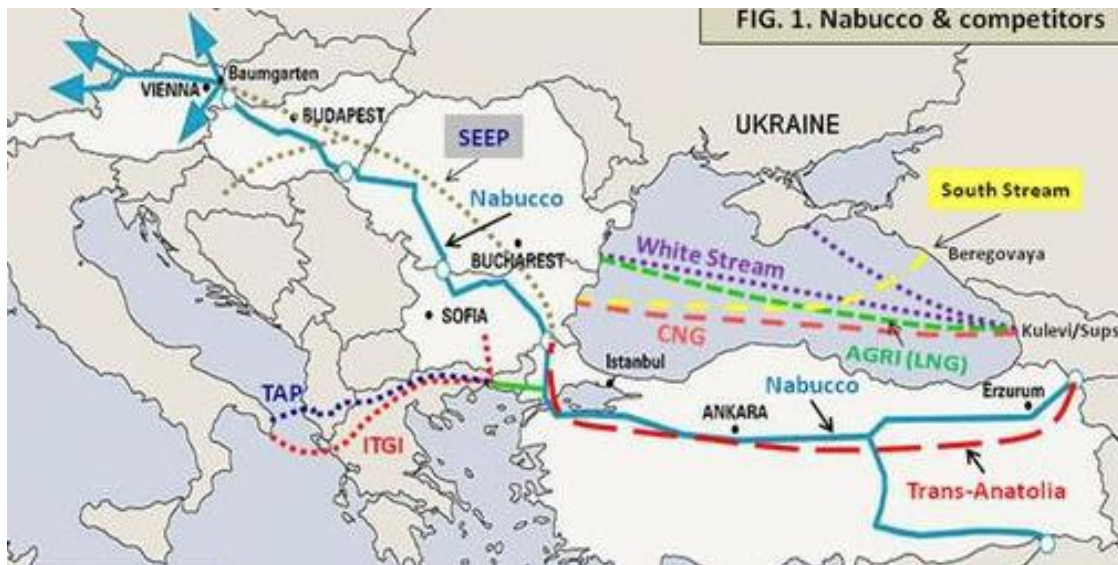 FIG. 1. Nabucco & competitors
Baumgarten
VIENNA
BUDAPEST
SEEP
UKRAINE
Nabucco
South Stream
White Stream
Beregovaya
BUCHAREST
SOFIA
CNG
Kulevi/Sups
AGRI (LNG)
Istanbul
TAP
Nabucco
Erzurum
ANKARA
ITGI
Trans-Anatolia